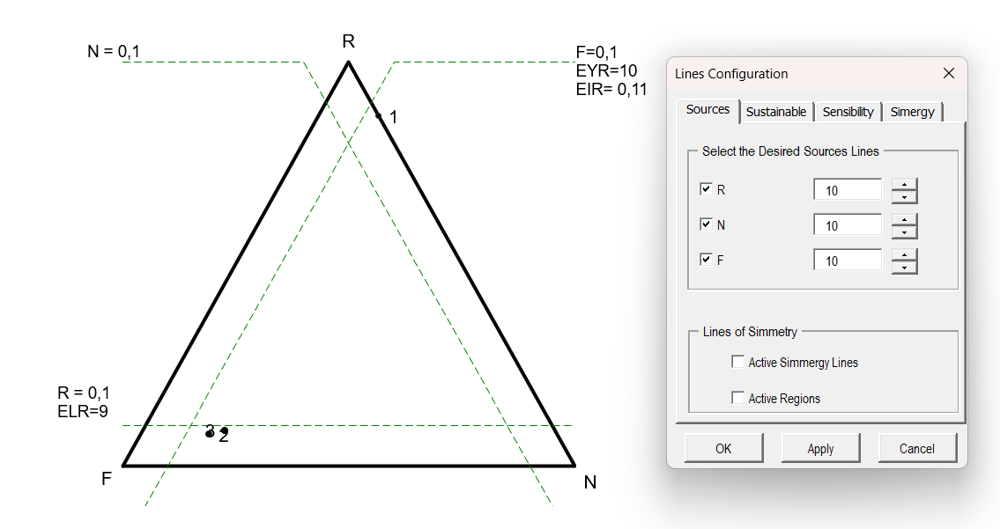 R
N = 0,1
F=0,1
EYR=10
EIR= 0,11
1
R = 0,1
ELR=9
3
2
F
N
Lines Configuration
Sources
Sustainable
Sensibility
Simergy
Select the Desired Sources Lines
R
10
N
10
F
10
Lines of Simmetry
Active Simmergy Lines
Active Regions
OK
Apply
Cancel